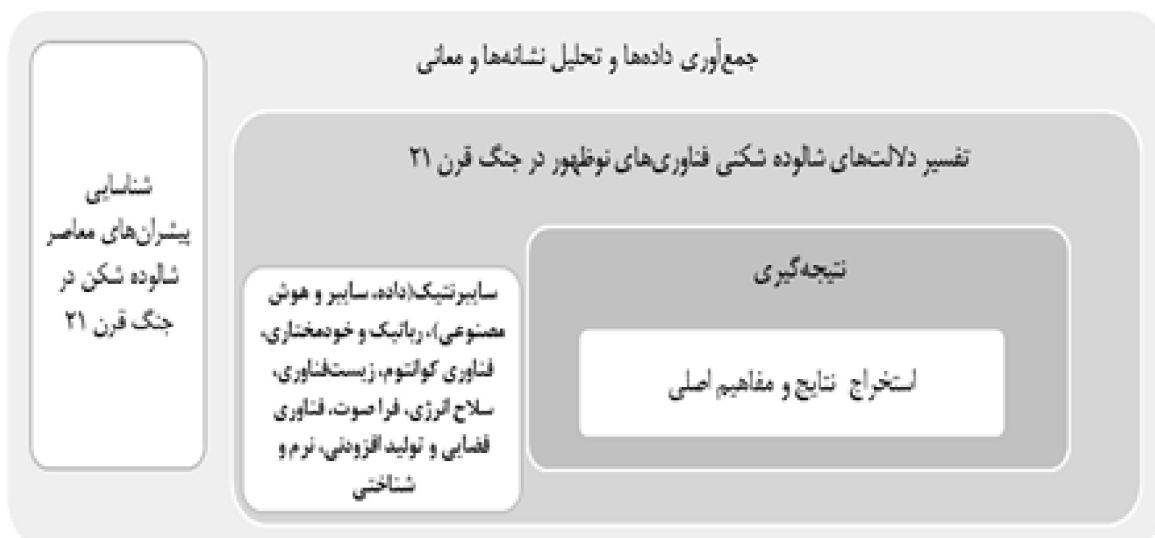 جمع‌آوری داده‌ها و تحلیل نشانه‌ها و معانی
شناسایی
پیشران‌های معاصر
شالوده شکن در
جنگ قرن ۲۱
تفسیر دلالت‌های شالوده شکنی فناوری‌های نوظهور در جنگ قرن ۲۱
سایبرنتیک(داده، سایبر و هوش
مصنوعی)، رباتیک و خودمختاری،
فناوری کوانتوم، زیست‌فناوری،
سلاح انرژی، فرا صوت، فناوری
فضایی و تولید افزودنی، نرم و
شناختی
نتیجه‌گیری
استخراج نتایج و مفاهیم اصلی